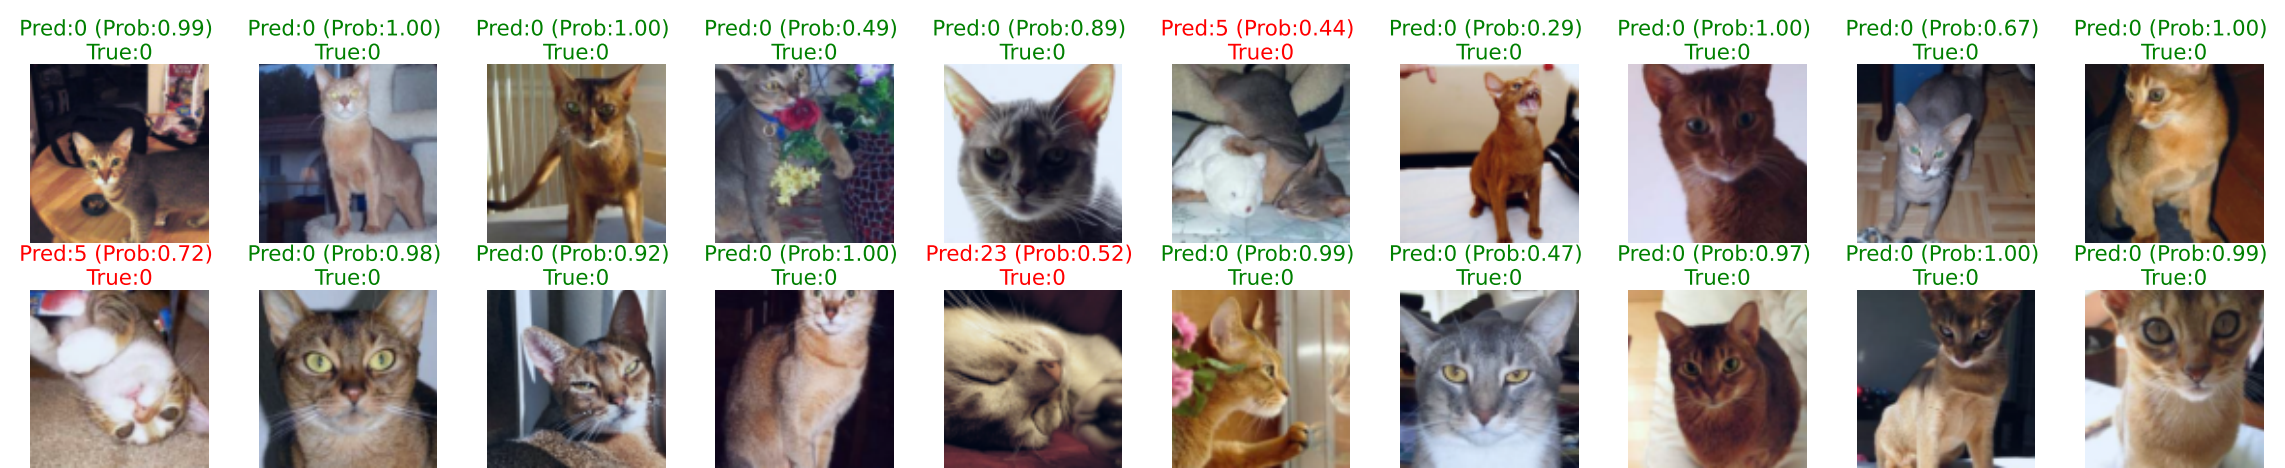 Pred:0 (Prob:0.99) Pred:0 (Prob:1.00) Pred:0 (Prob:1.00) Pred:0 (Prob:0.49) Pred:0 (Prob:0.89) Pred:5 (Prob:0.44) Pred:0 (Prob:0.29) Pred:0 (Prob:1.00) Pred:0 (Prob:0.67) Pred:0 (Prob:1.00)
True:0 True:0 True:0 True:0 True:0 True:0 True:0 True:0 True:0 True:0
Pred:5 (Prob:0.72) Pred:0 (Prob:0.98) Pred:0 (Prob:0.92) Pred:0 (Prob:1.00) Pred:23 (Prob:0.52) Pred:0 (Prob:0.99) Pred:0 (Prob:0.47) Pred:0 (Prob:0.97) Pred:0 (Prob:1.00) Pred:0 (Prob:0.99)
True:0 True:0 True:0 True:0 True:0 True:0 True:0 True:0 True:0 True:0